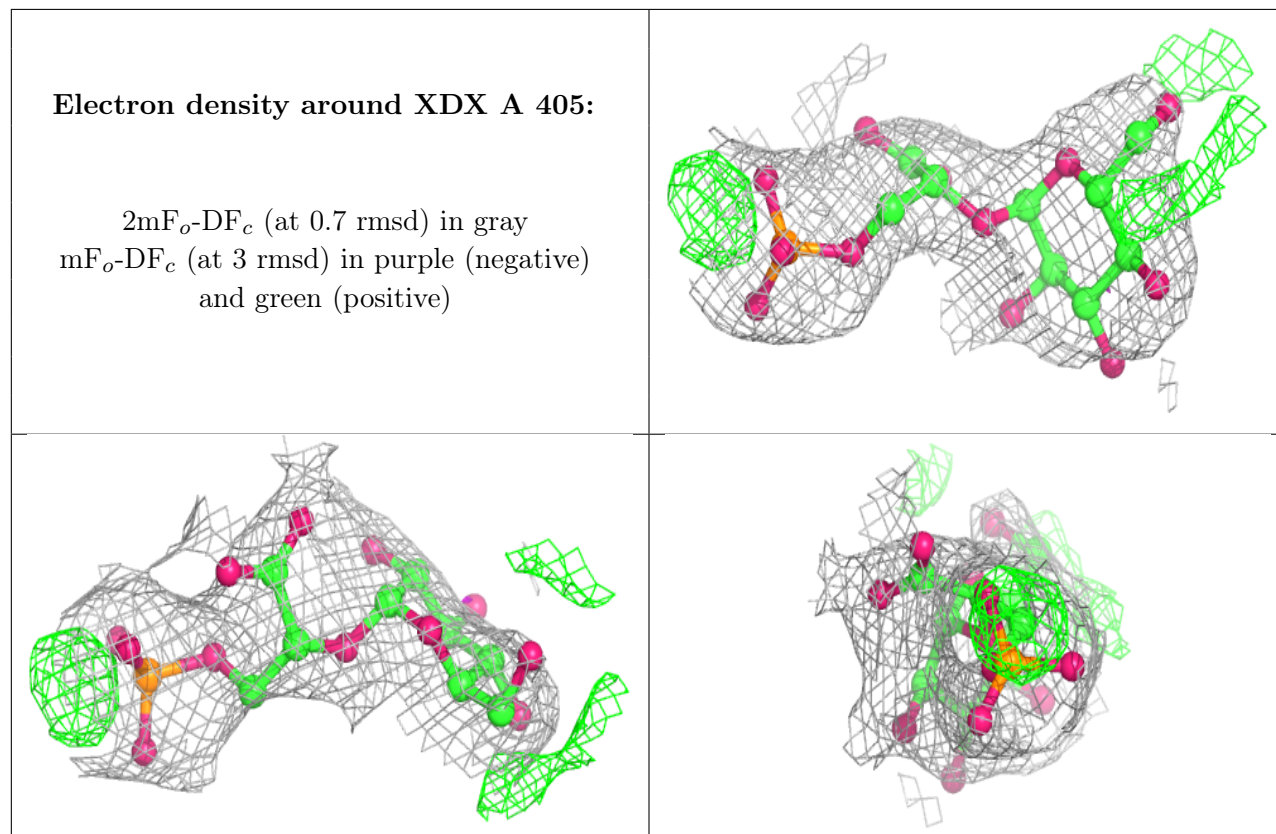 Electron density around XDX A 405:
2mFo-DFc (at 0.7 rmsd) in gray
mFo-DFc (at 3 rmsd) in purple (negative)
and green (positive)